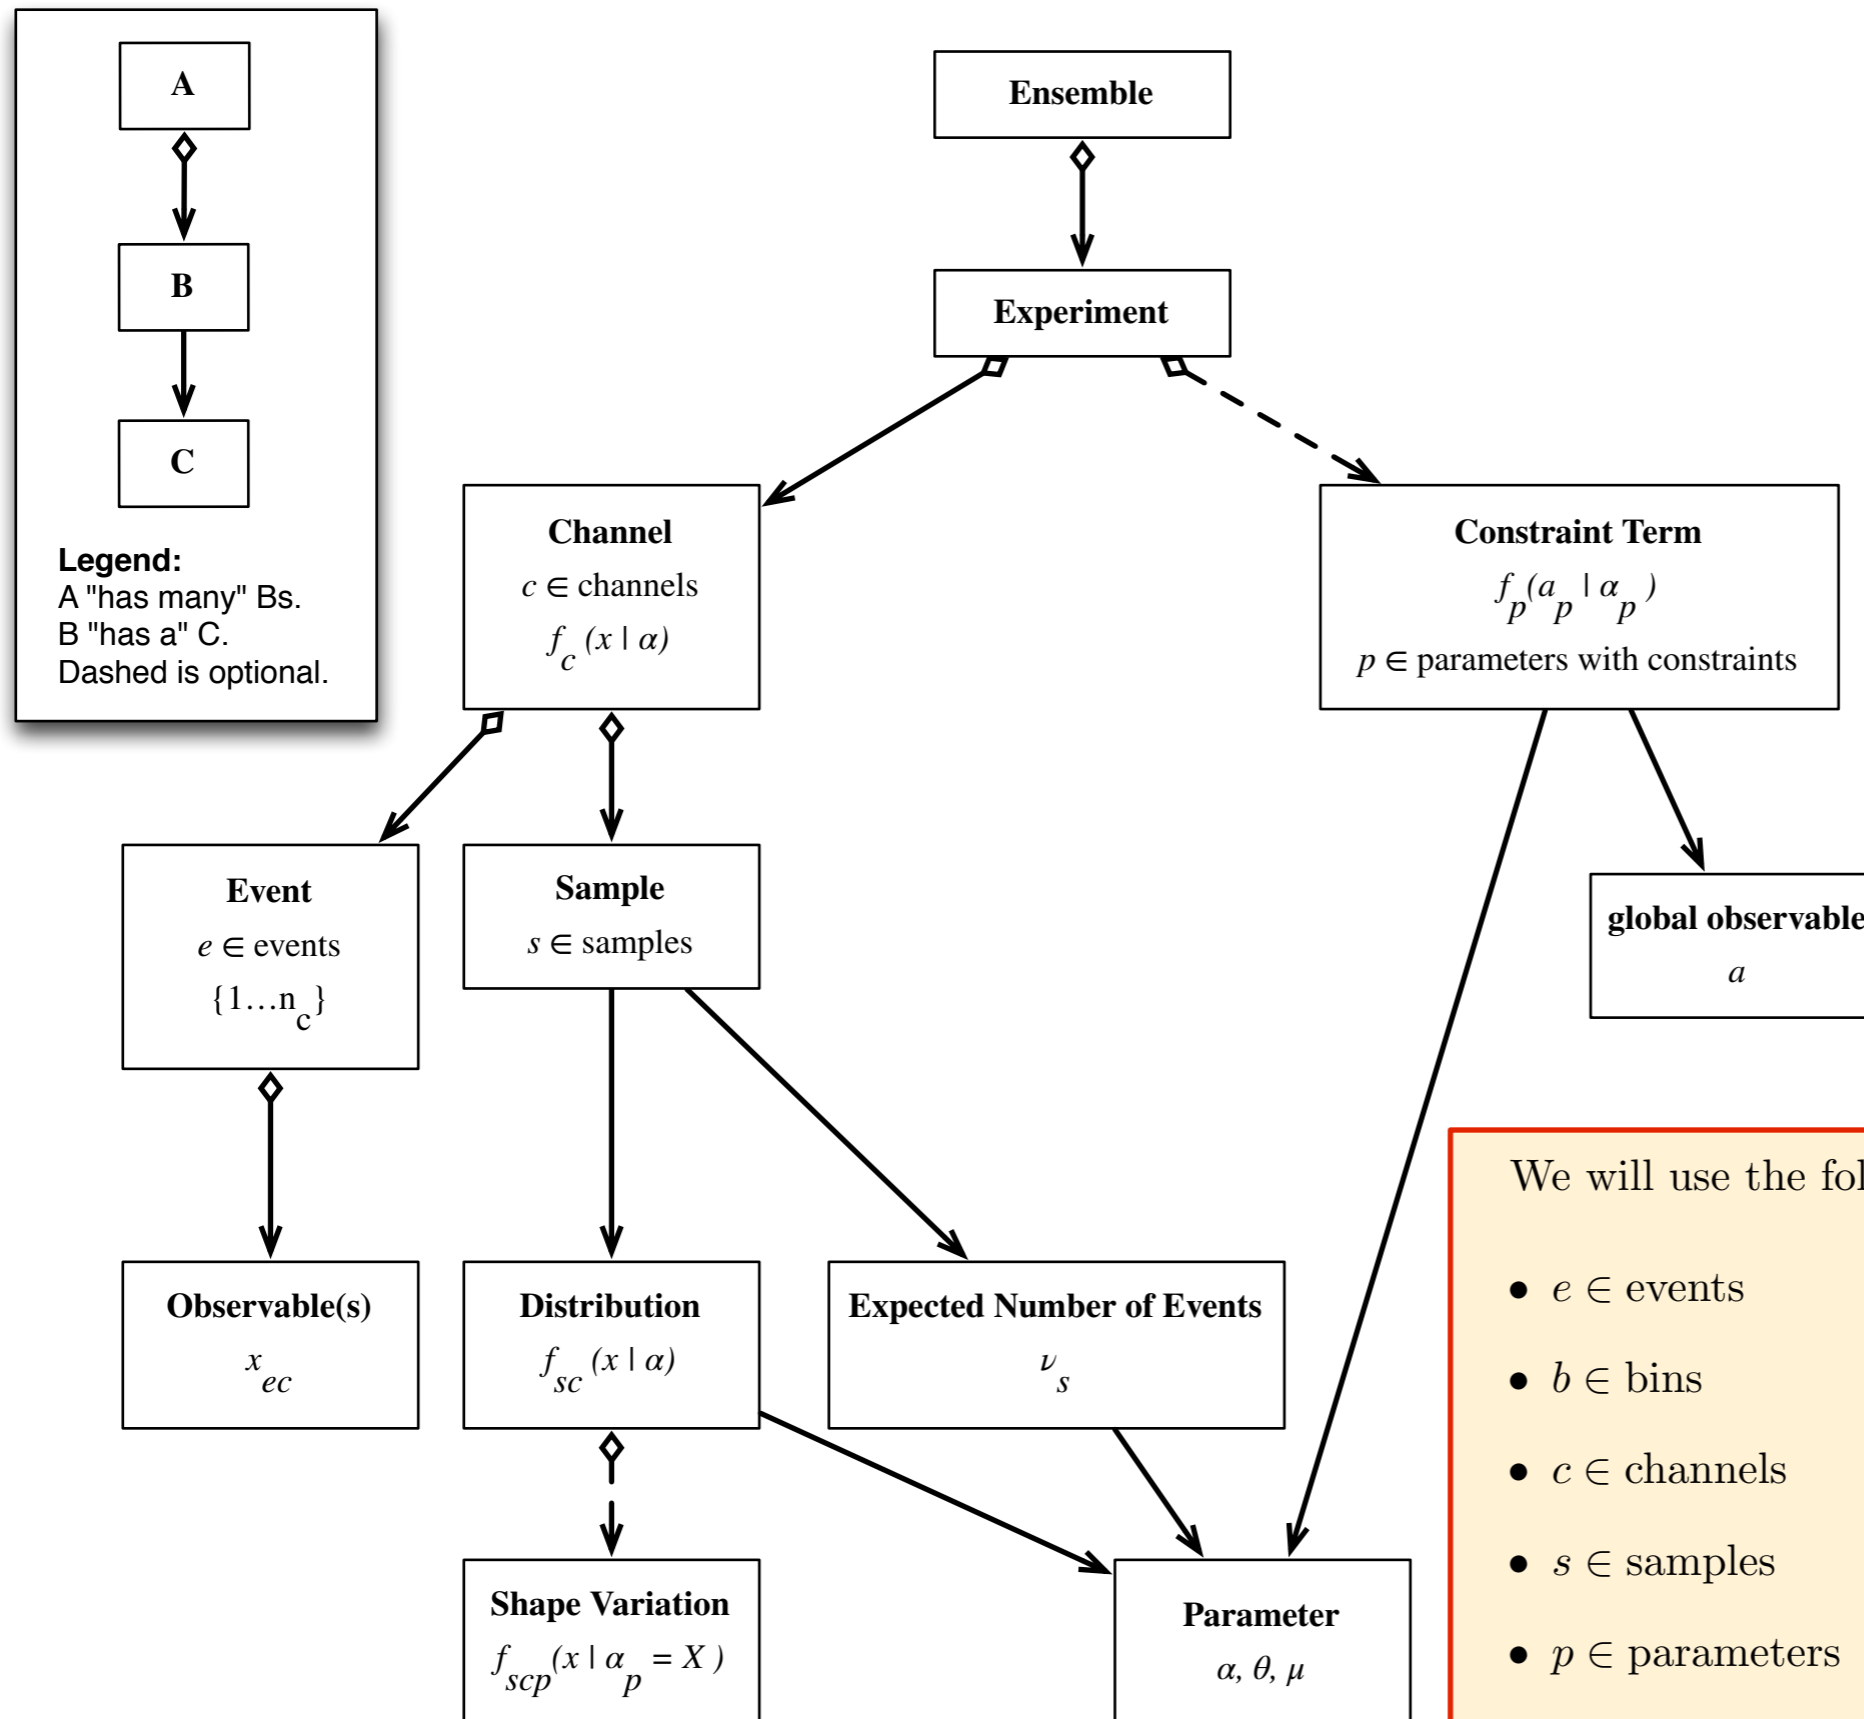 A
B
C
Legend:
A "has many" Bs.
B "has a" C.
Dashed is optional.
Ensemble
Experiment
Channel
c ∈ channels
f_c (x | α)
Constraint Term
f_p(a_p | α_p )
p ∈ parameters with constraints
Event
e ∈ events
{1…n_c}
Sample
s ∈ samples
global observable
a
Observable(s)
x_ec
Distribution
f_sc (x | α)
Expected Number of Events
ν_s
Shape Variation
f_scp(x | α_p = X )
Parameter
α, θ, μ
We will use the fol
• e ∈ events
• b ∈ bins
• c ∈ channels
• s ∈ samples
• p ∈ parameters